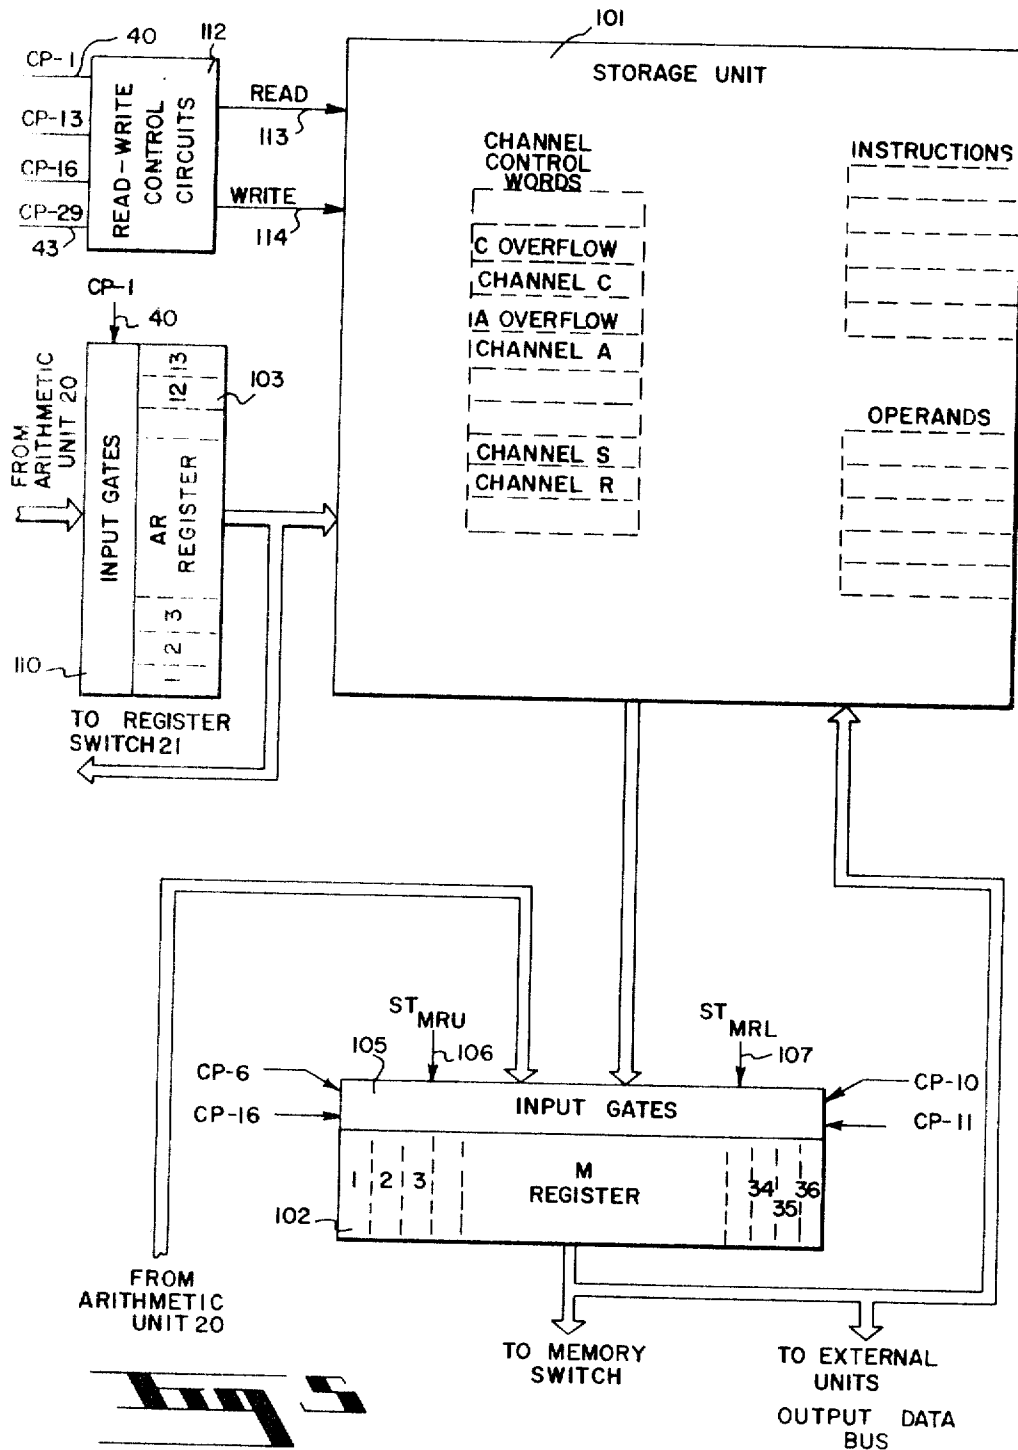 101
STORAGE UNIT
CP-1
40
112
CP-13
CP-16
CP-29
43
READ-WRITE
CONTROL
CIRCUITS
READ
113
WRITE
114
CHANNEL
CONTROL
WORDS
C OVERFLOW
CHANNEL C
A OVERFLOW
CHANNEL A
CHANNEL S
CHANNEL R
INSTRUCTIONS
OPERANDS
CP-1
40
FROM
ARITHMETIC
UNIT 20
INPUT GATES
AR
REGISTER
13
12
3
2
1
103
110
TO REGISTER
SWITCH 21
ST MRU
106
ST MRL
107
105
CP-6
CP-16
CP-10
CP-11
INPUT GATES
1 2 3
M
REGISTER
34
35
36
102
FROM
ARITHMETIC
UNIT 20
TO MEMORY
SWITCH
TO EXTERNAL
UNITS
OUTPUT DATA
BUS